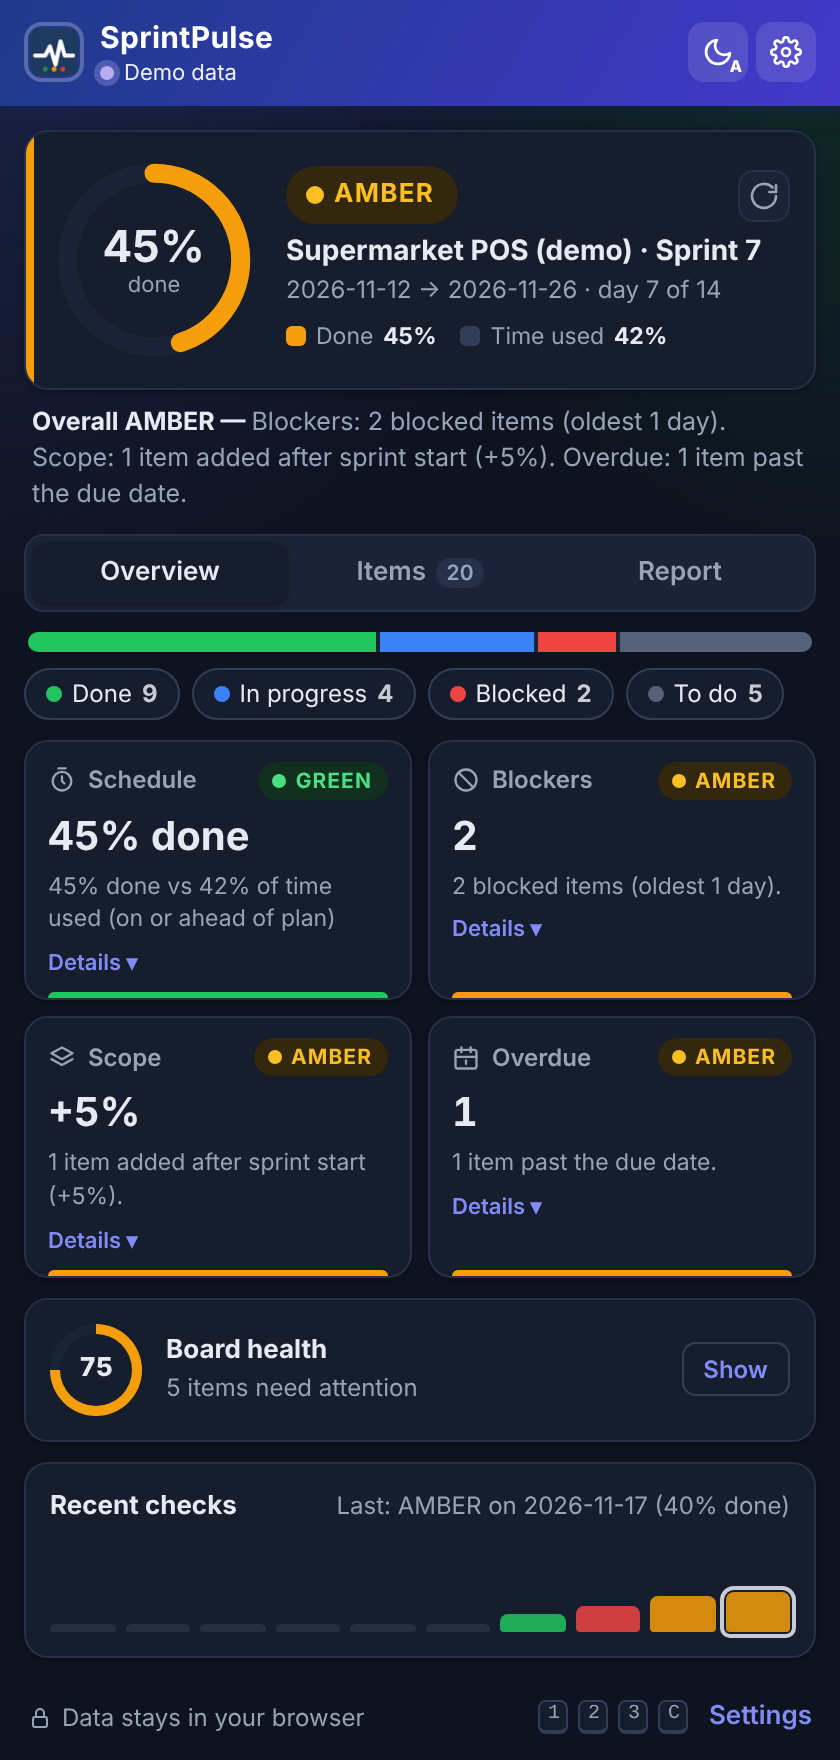 SprintPulse
Demo data
A
45%
done
AMBER
Supermarket POS (demo) · Sprint 7
2026-11-12 → 2026-11-26 · day 7 of 14
Done 45% Time used 42%
Overall AMBER — Blockers: 2 blocked items (oldest 1 day).
Scope: 1 item added after sprint start (+5%). Overdue: 1 item past
the due date.
Overview Items 20 Report
Done 9 In progress 4 Blocked 2 To do 5
Schedule GREEN
45% done
45% done vs 42% of time
used (on or ahead of plan)
Details ▾
Blockers AMBER
2
2 blocked items (oldest 1 day).
Details ▾
Scope AMBER
+5%
1 item added after sprint start
(+5%).
Details ▾
Overdue AMBER
1
1 item past the due date.
Details ▾
75
Board health
5 items need attention
Show
Recent checks Last: AMBER on 2026-11-17 (40% done)
Data stays in your browser 1 2 3 C Settings